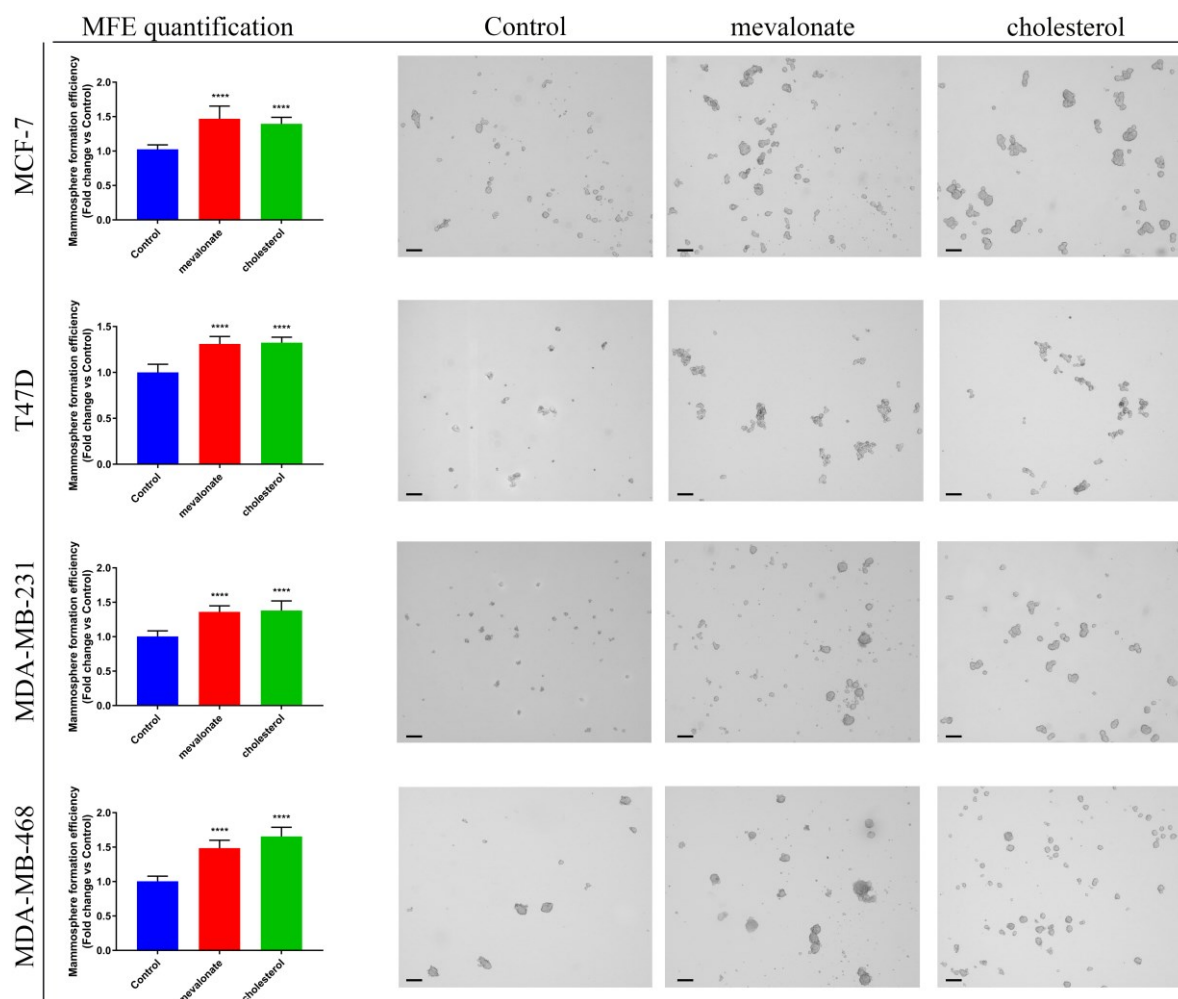 MFE quantification
Control
mevalonate
cholesterol
MCF-7
Mammosphere formation efficiency
(Fold change vs Control)
2.0
1.5
1.0
0.5
0.0
****
****
Control
mevalonate
cholesterol
T47D
Mammosphere formation efficiency
(Fold change vs Control)
1.5
1.0
0.5
0.0
****
****
Control
mevalonate
cholesterol
MDA-MB-231
Mammosphere formation efficiency
(Fold change vs Control)
2.0
1.5
1.0
0.5
0.0
****
****
Control
mevalonate
cholesterol
MDA-MB-468
Mammosphere formation efficiency
(Fold change vs Control)
2.0
1.5
1.0
0.5
0.0
****
****
Control
mevalonate
cholesterol